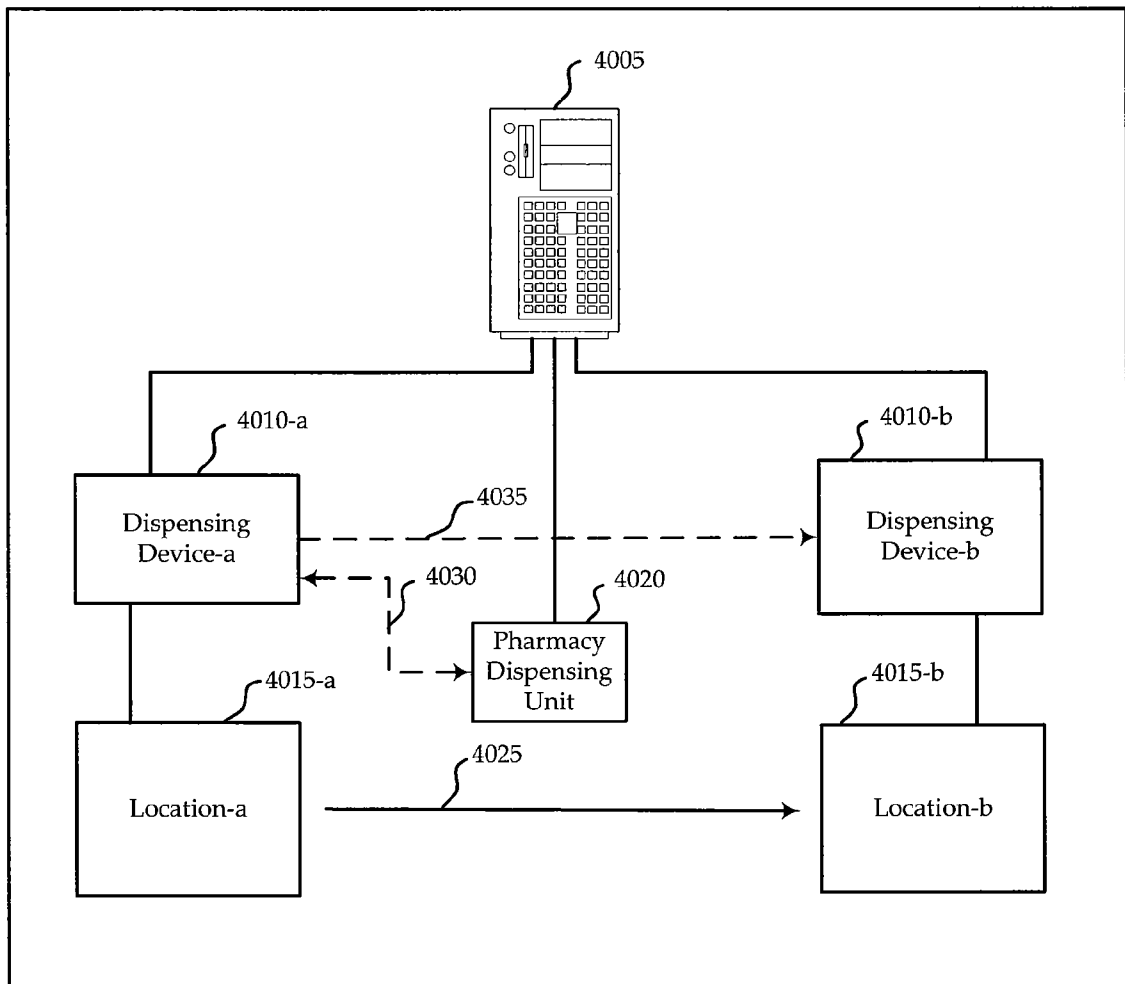 4005
4010-a
4010-b
Dispensing
Device-a
4035
Dispensing
Device-b
4030
4020
Pharmacy
Dispensing
Unit
4015-a
4015-b
Location-a
4025
Location-b